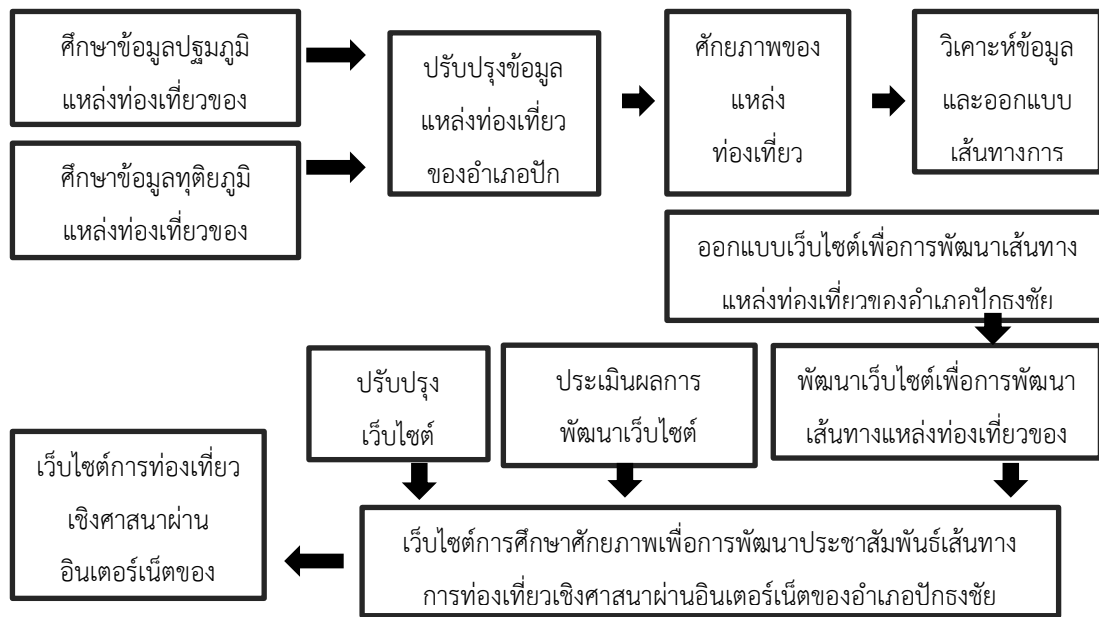 ศึกษาข้อมูลปฐมภูมิ
แหล่งท่องเที่ยวของ
ศึกษาข้อมูลทุติยภูมิ
แหล่งท่องเที่ยวของ
ปรับปรุงข้อมูล
แหล่งท่องเที่ยว
ของอำเภอปัก
ศักยภาพของ
แหล่ง
ท่องเที่ยว
วิเคาะห์ข้อมูล
และออกแบบ
เส้นทางการ
ออกแบบเว็บไซต์เพื่อการพัฒนาเส้นทาง
แหล่งท่องเที่ยวของอำเภอปักธงชัย
พัฒนาเว็บไซต์เพื่อการพัฒนา
เส้นทางแหล่งท่องเที่ยวของ
ประเมินผลการ
พัฒนาเว็บไซต์
ปรับปรุง
เว็บไซต์
เว็บไซต์การศึกษาศักยภาพเพื่อการพัฒนาประชาสัมพันธ์เส้นทาง
การท่องเที่ยวเชิงศาสนาผ่านอินเตอร์เน็ตของอำเภอปักธงชัย
เว็บไซต์การท่องเที่ยว
เชิงศาสนาผ่าน
อินเตอร์เน็ตของ